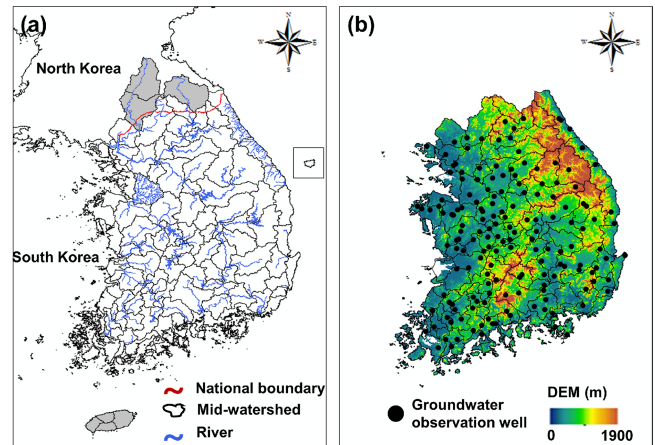 (a)
N
W
E
S
North Korea
South Korea
National boundary
Mid-watershed
River
(b)
N
W
E
S
Groundwater
observation well
DEM (m)
0
1900